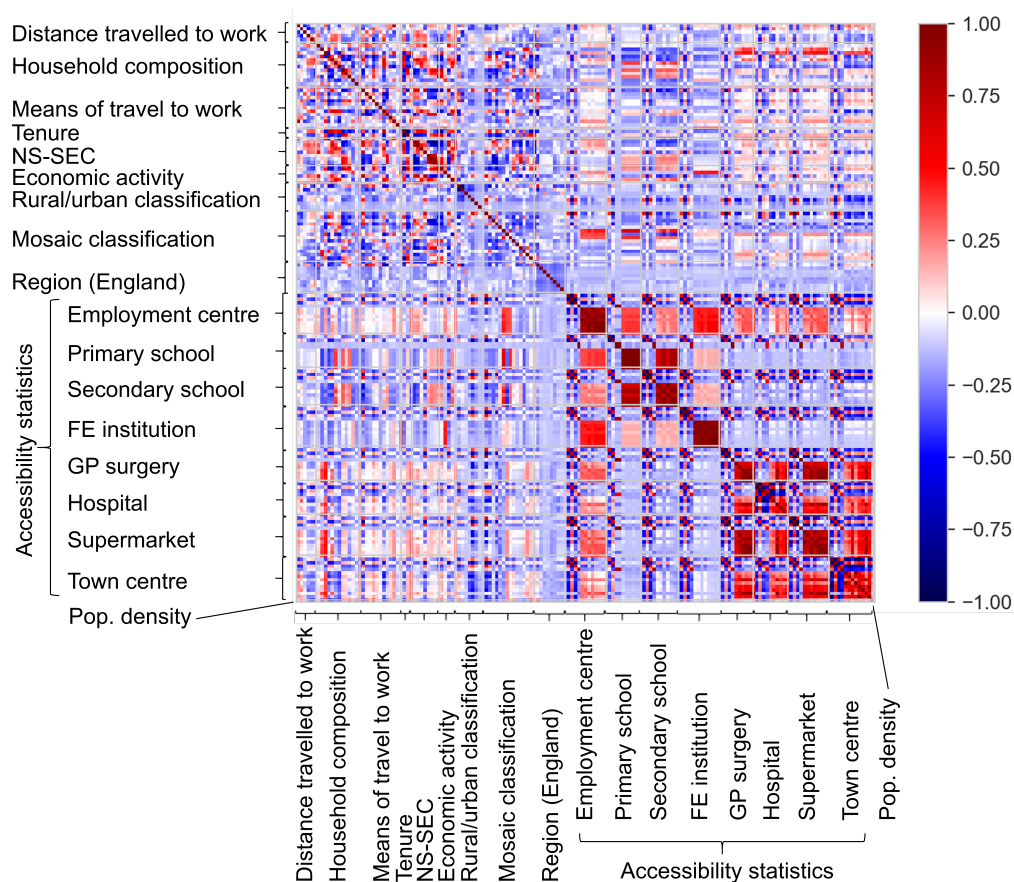 Distance travelled to work
Household composition
Means of travel to work
Tenure
NS-SEC
Economic activity
Rural/urban classification
Mosaic classification
Region (England)
Accessibility statistics
Employment centre
Primary school
Secondary school
FE institution
GP surgery
Hospital
Supermarket
Town centre
Pop. density
1.00
0.75
0.50
0.25
0.00
−0.25
−0.50
−0.75
−1.00
Distance travelled to work
Household composition
Means of travel to work
Tenure
NS-SEC
Economic activity
Rural/urban classification
Mosaic classification
Region (England)
Employment centre
Primary school
Secondary school
FE institution
GP surgery
Hospital
Supermarket
Town centre
Pop. density
Accessibility statistics